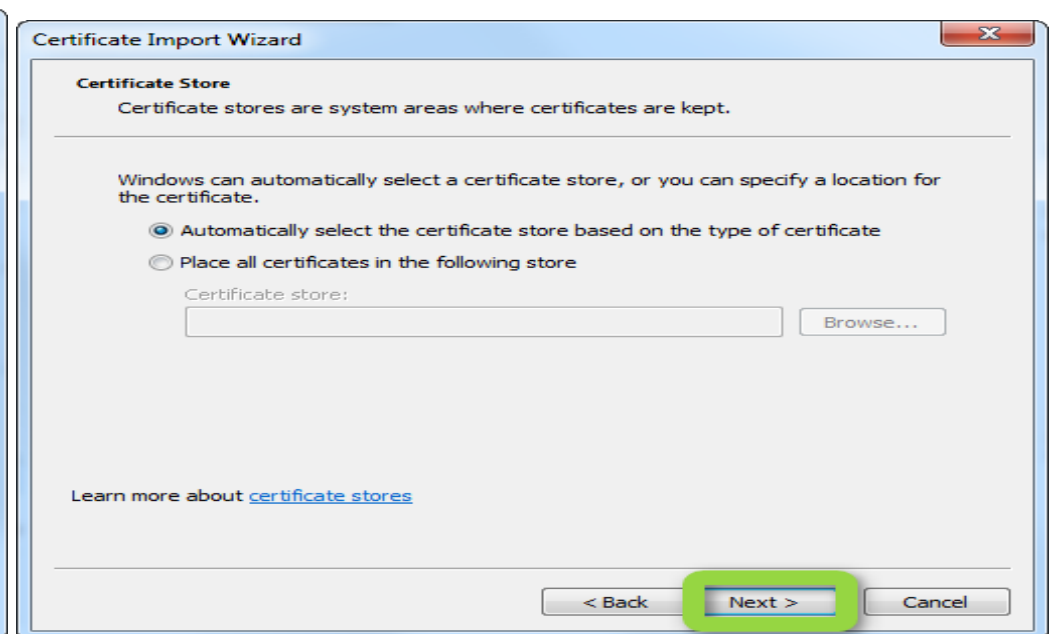 Certificate Import Wizard
Certificate Store
Certificate stores are system areas where certificates are kept.
Windows can automatically select a certificate store, or you can specify a location for
the certificate.
Automatically select the certificate store based on the type of certificate
Place all certificates in the following store
Certificate store:
Browse...
Learn more about certificate stores
< Back Next > Cancel